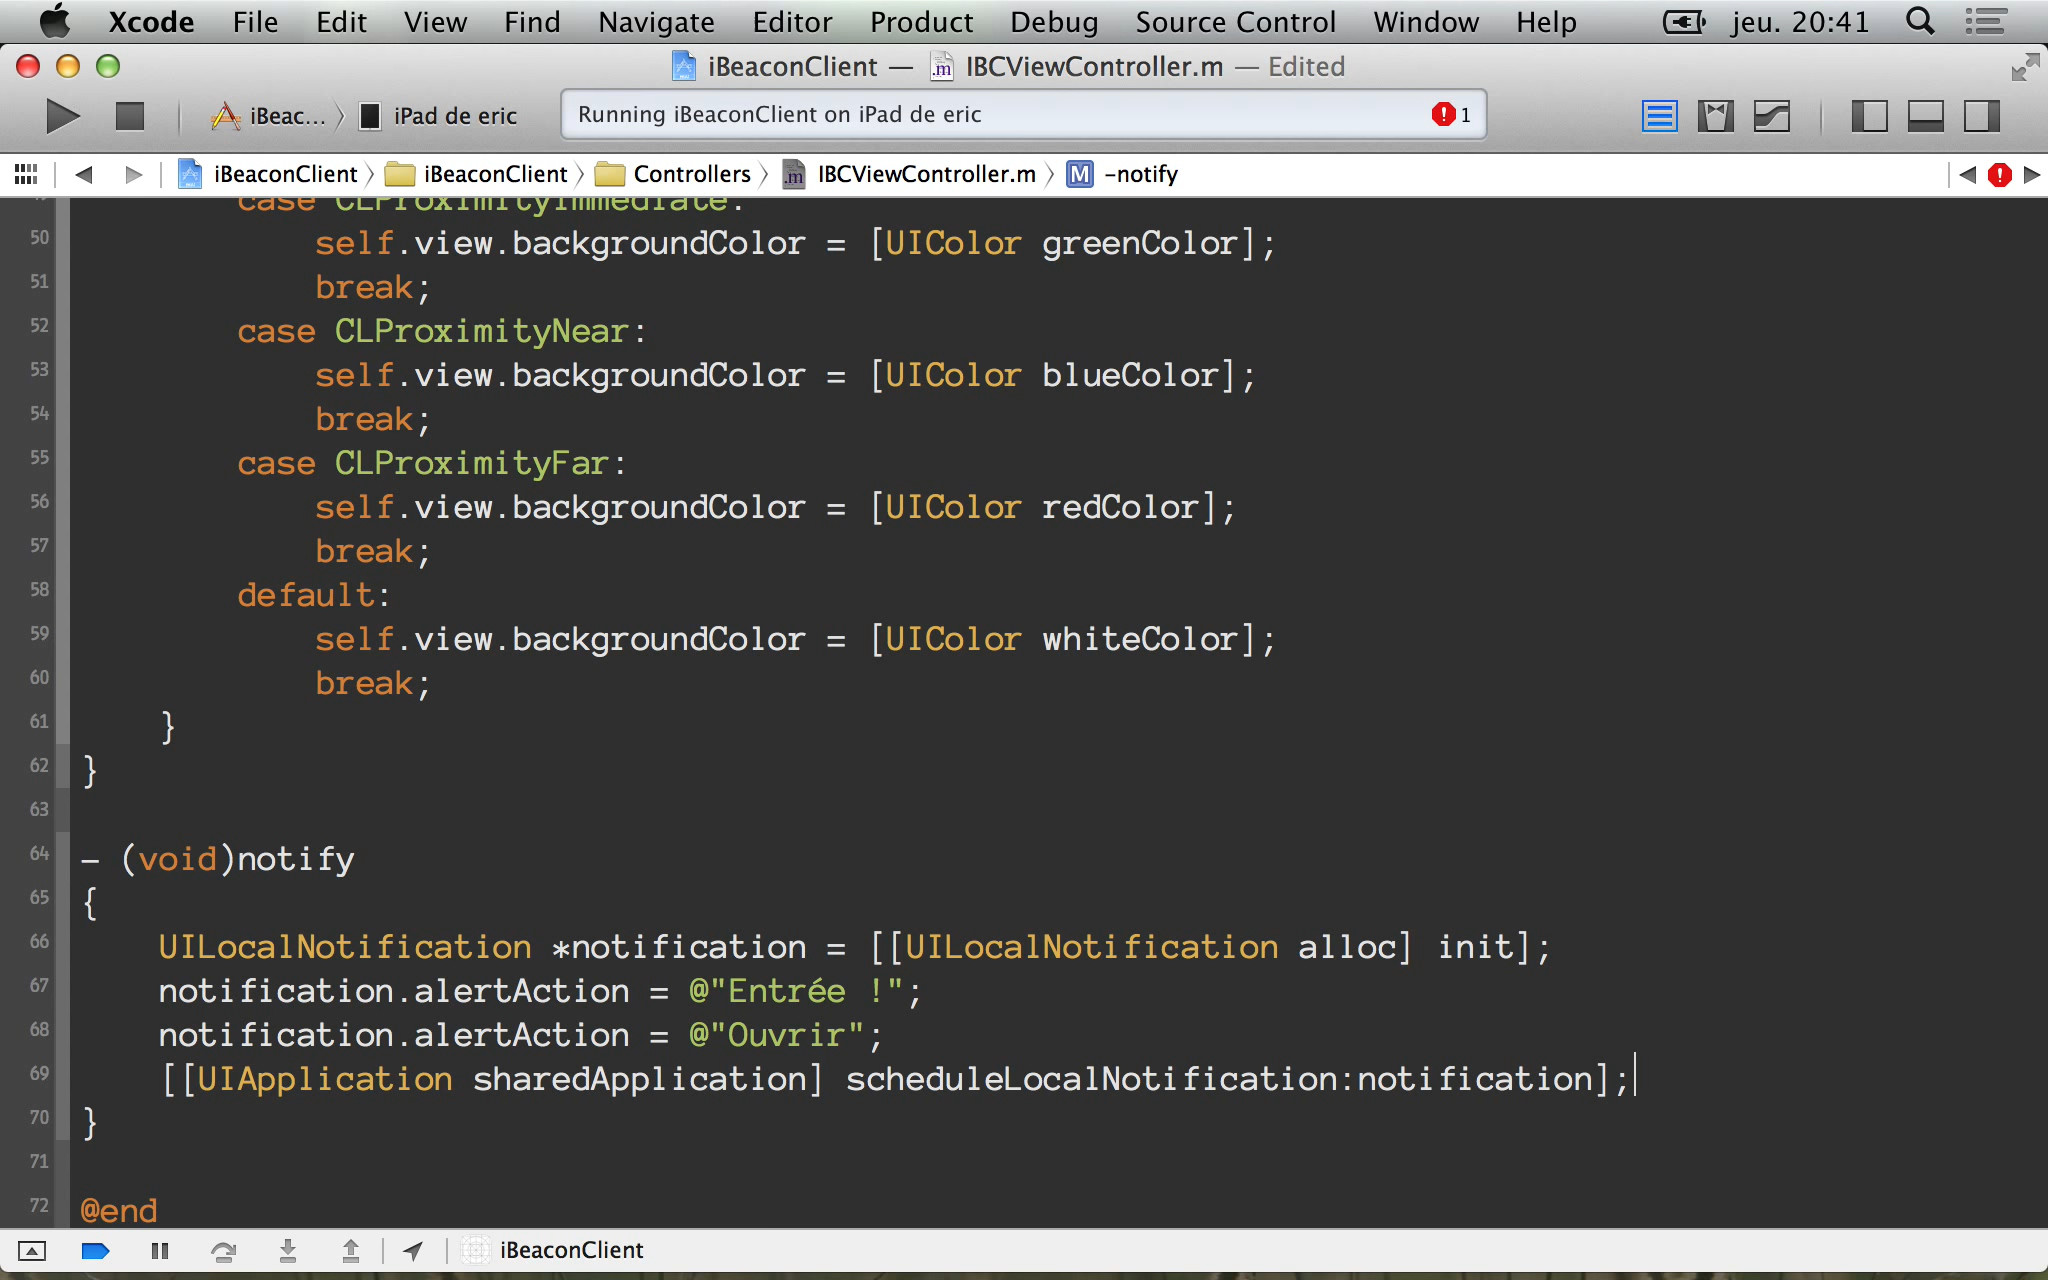 Xcode File Edit View Find Navigate Editor Product Debug Source Control Window Help jeu. 20:41
iBeaconClient — IBCViewController.m — Edited
iBeac... iPad de eric Running iBeaconClient on iPad de eric 1
iBeaconClient iBeaconClient Controllers IBCViewController.m M -notify
case CLProximityImmediate:
50 self.view.backgroundColor = [UIColor greenColor];
51 break;
52 case CLProximityNear:
53 self.view.backgroundColor = [UIColor blueColor];
54 break;
55 case CLProximityFar:
56 self.view.backgroundColor = [UIColor redColor];
57 break;
58 default:
59 self.view.backgroundColor = [UIColor whiteColor];
60 break;
61 }
62 }
63
64 - (void)notify
65 {
66 UILocalNotification *notification = [[UILocalNotification alloc] init];
67 notification.alertAction = @"Entrée !";
68 notification.alertAction = @"Ouvrir";
69 [[UIApplication sharedApplication] scheduleLocalNotification:notification];
70 }
71
72 @end
iBeaconClient